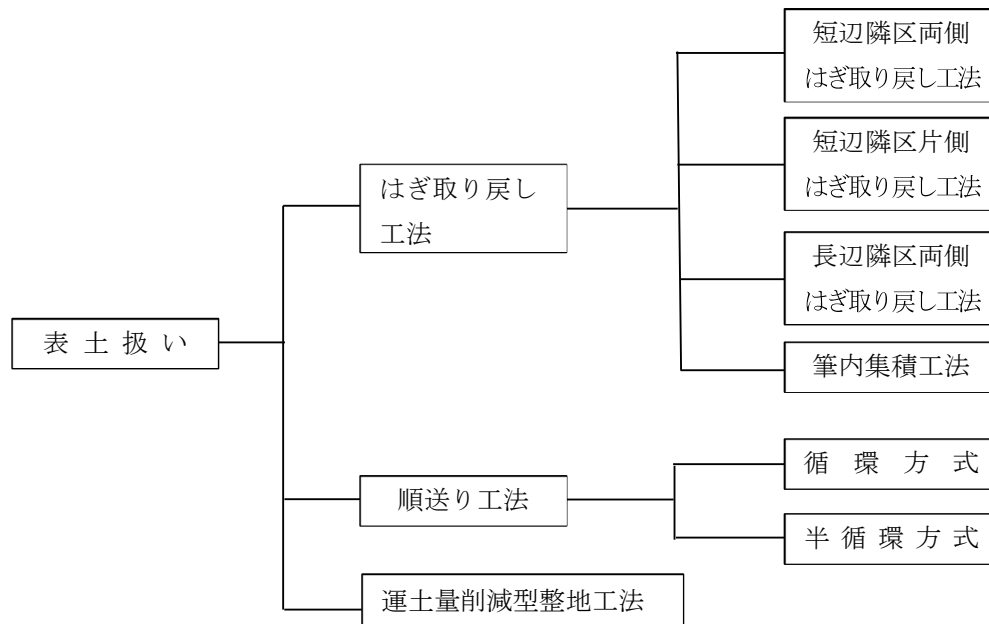 短辺隣区両側
はぎ取り戻し工法
短辺隣区片側
はぎ取り戻し工法
はぎ取り戻し
工法
長辺隣区両側
はぎ取り戻し工法
表土扱い
筆内集積工法
循環方式
順送り工法
半循環方式
運土量削減型整地工法